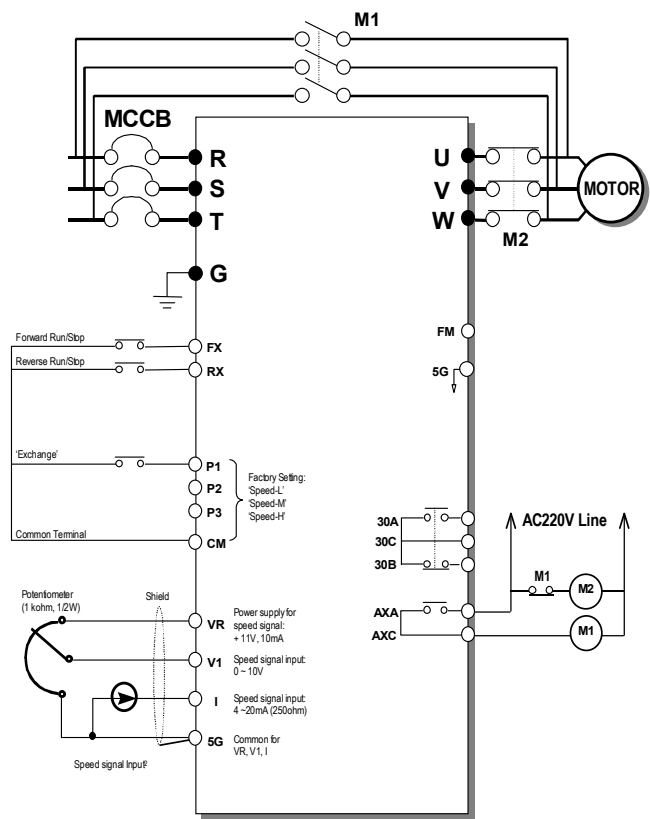 M1
MCCB
R
U
S
V
MOTOR
T
W
M2
G
FM
Forward Run/Stop
FX
Reverse Run/Stop
RX
5G
'Exchange'
P1
Factory Setting:
'Speed-L'
P2
'Speed-M'
P3
'Speed-H'
Common Terminal
CM
30A
AC220V Line
30C
30B
M1
M2
AXA
AXC
M1
Potentiometer
(1 kohm, 1/2W)
Shield
VR
Power supply for
speed signal:
+ 11V, 10mA
V1
Speed signal input:
0 ~ 10V
I
Speed signal input:
4 ~20mA (250ohm)
5G
Common for
VR, V1, I
Speed signal Input²